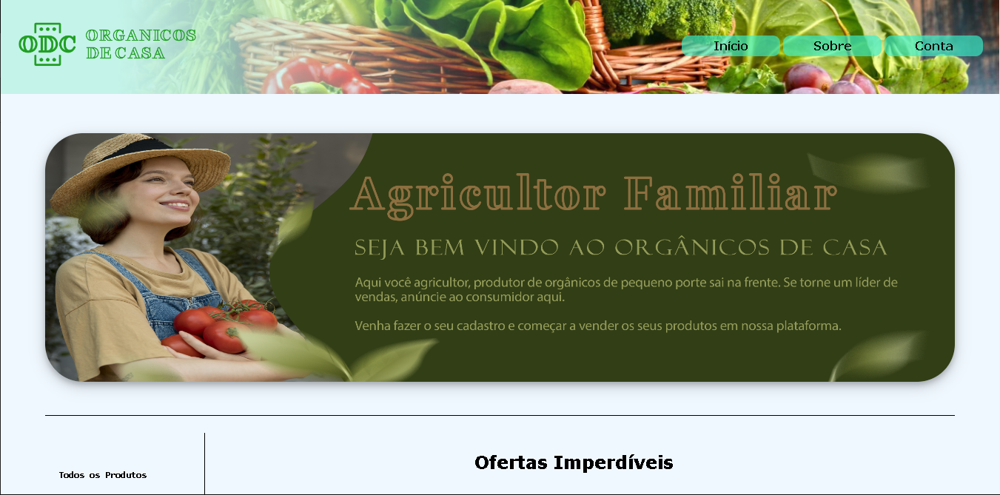 ODC
ORGANICOS
DE CASA
Início
Sobre
Conta
Agricultor Familiar
SEJA BEM VINDO AO ORGÂNICOS DE CASA
Aqui você agricultor, produtor de orgânicos de pequeno porte sai na frente. Se torne um líder de
vendas, anúncie ao consumidor aqui.
Venha fazer o seu cadastro e começar a vender os seus produtos em nossa plataforma.
Ofertas Imperdíveis
Todos os Produtos